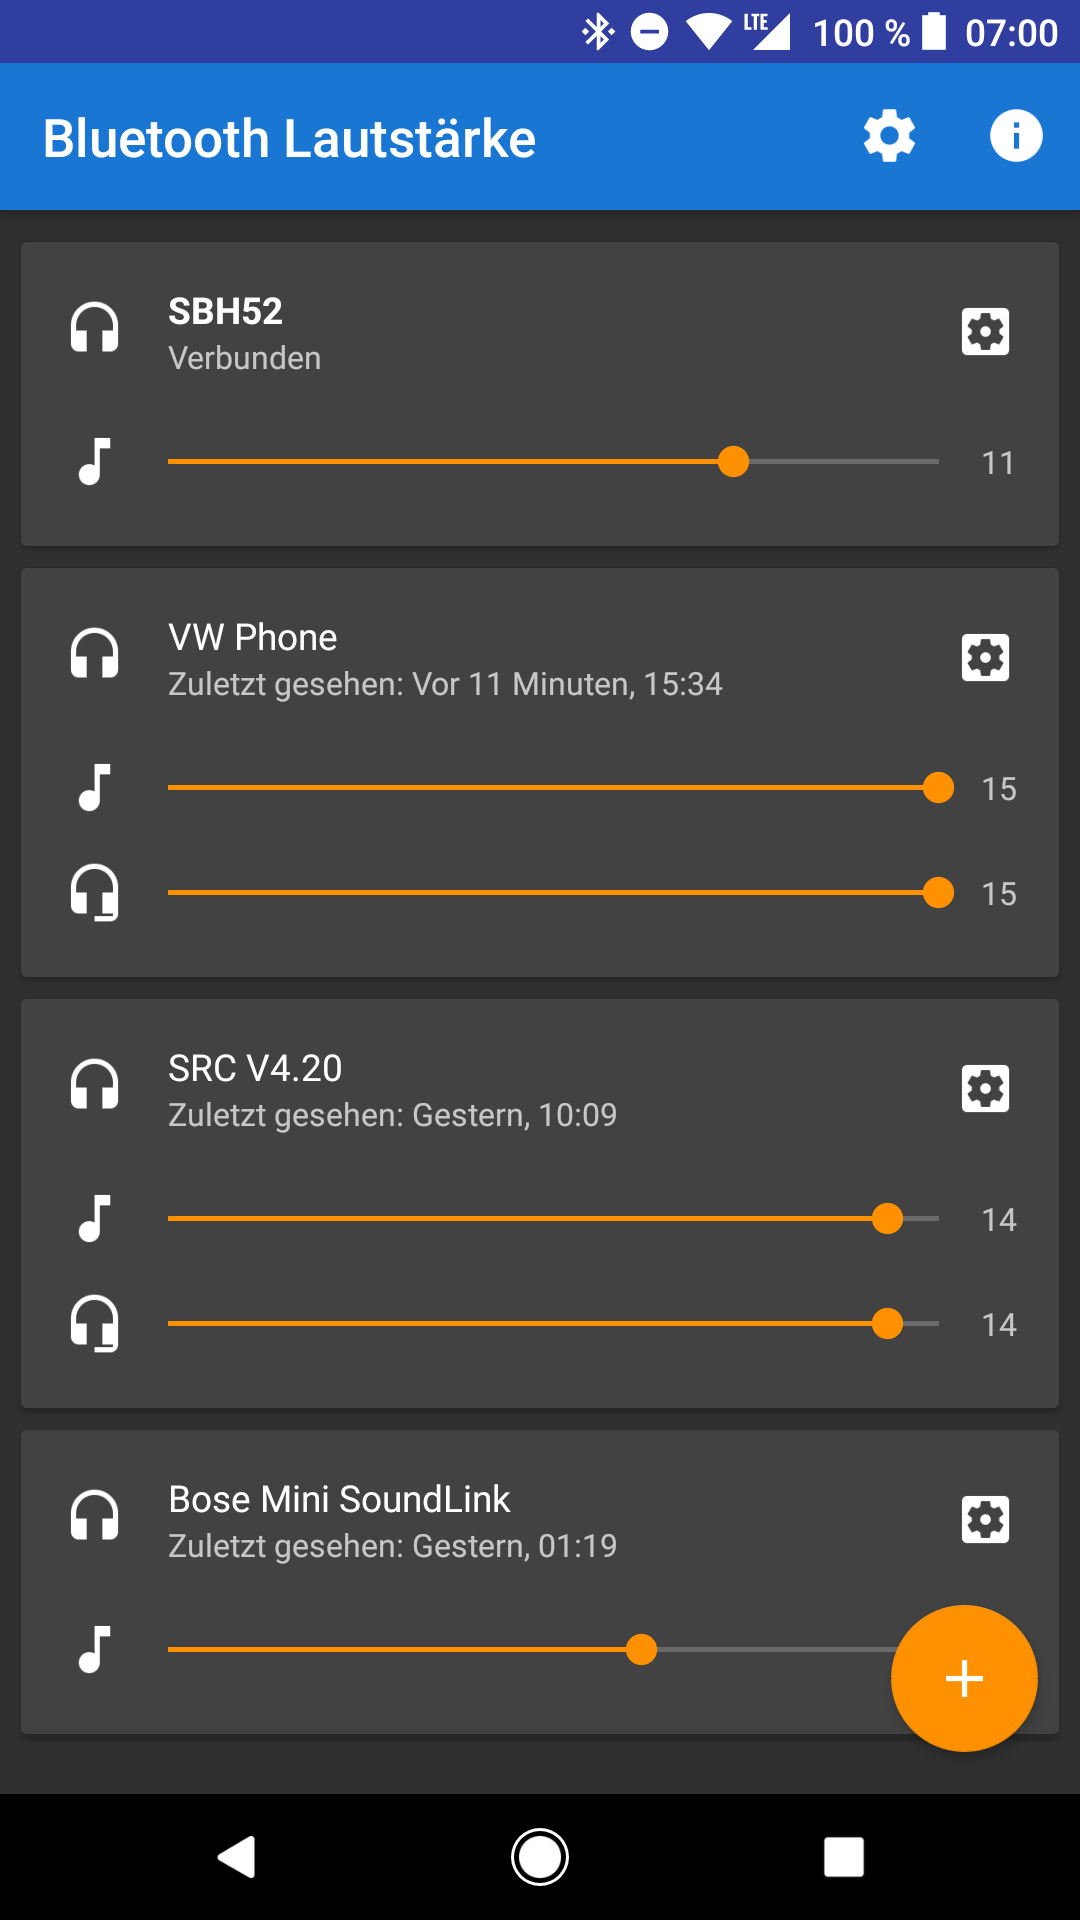 LTE 100 % 07:00
Bluetooth Lautstärke
SBH52
Verbunden
11
VW Phone
Zuletzt gesehen: Vor 11 Minuten, 15:34
15
15
SRC V4.20
Zuletzt gesehen: Gestern, 10:09
14
14
Bose Mini SoundLink
Zuletzt gesehen: Gestern, 01:19